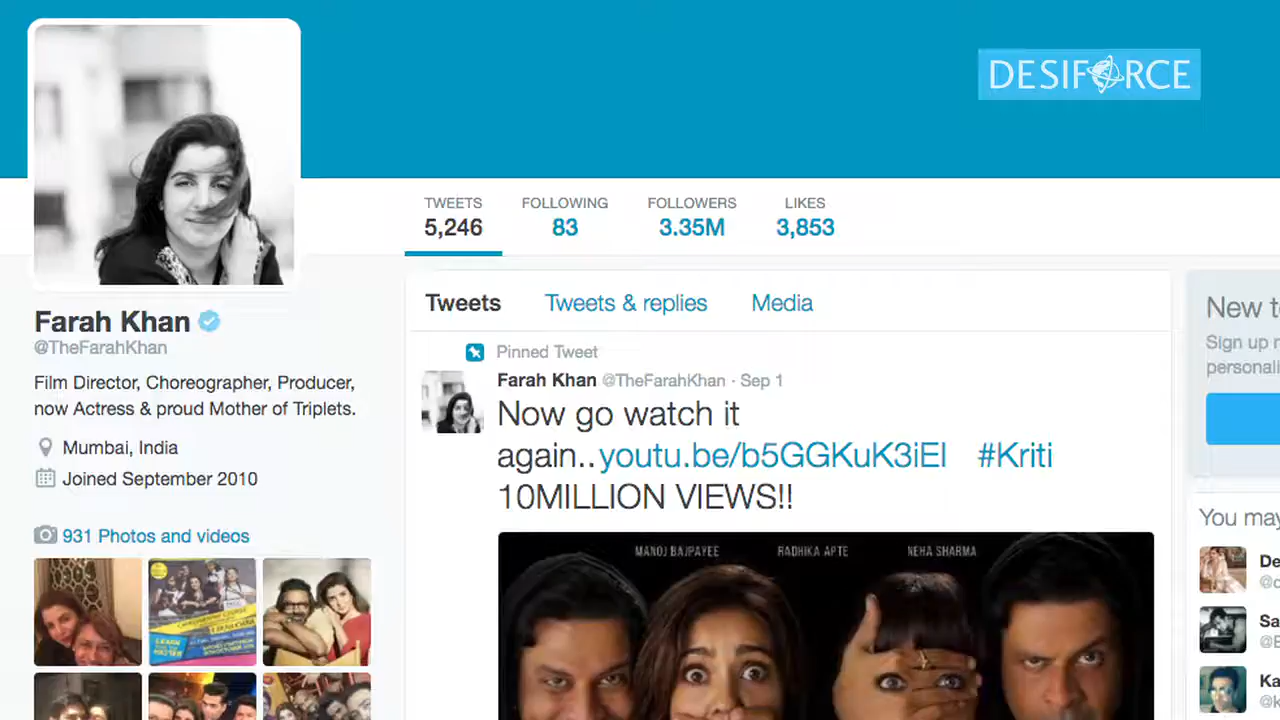 DESIFORCE
TWEETS FOLLOWING FOLLOWERS LIKES
5,246 83 3.35M 3,853
Farah Khan
@TheFarahKhan
Film Director, Choreographer, Producer,
now Actress & proud Mother of Triplets.
Mumbai, India
Joined September 2010
931 Photos and videos
Tweets Tweets & replies Media
Pinned Tweet
Farah Khan @TheFarahKhan · Sep 1
Now go watch it
again..youtu.be/b5GGKuK3iEI #Kriti
10MILLION VIEWS!!
MANOJ BAJPAYEE RADHIKA APTE NEHA SHARMA
New
Sign up
You may